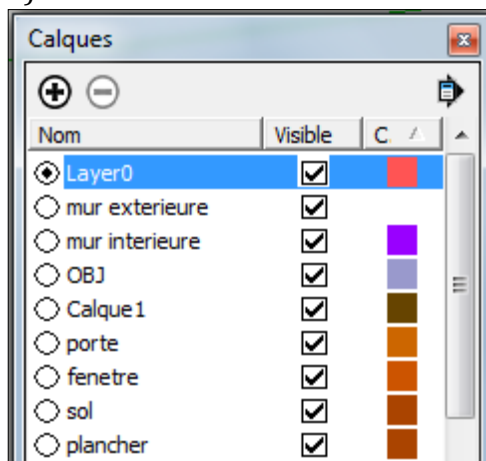 Calques
Nom Visible C.
Layer0
mur exterieure
mur interieure
OBJ
Calque1
porte
fenetre
sol
plancher